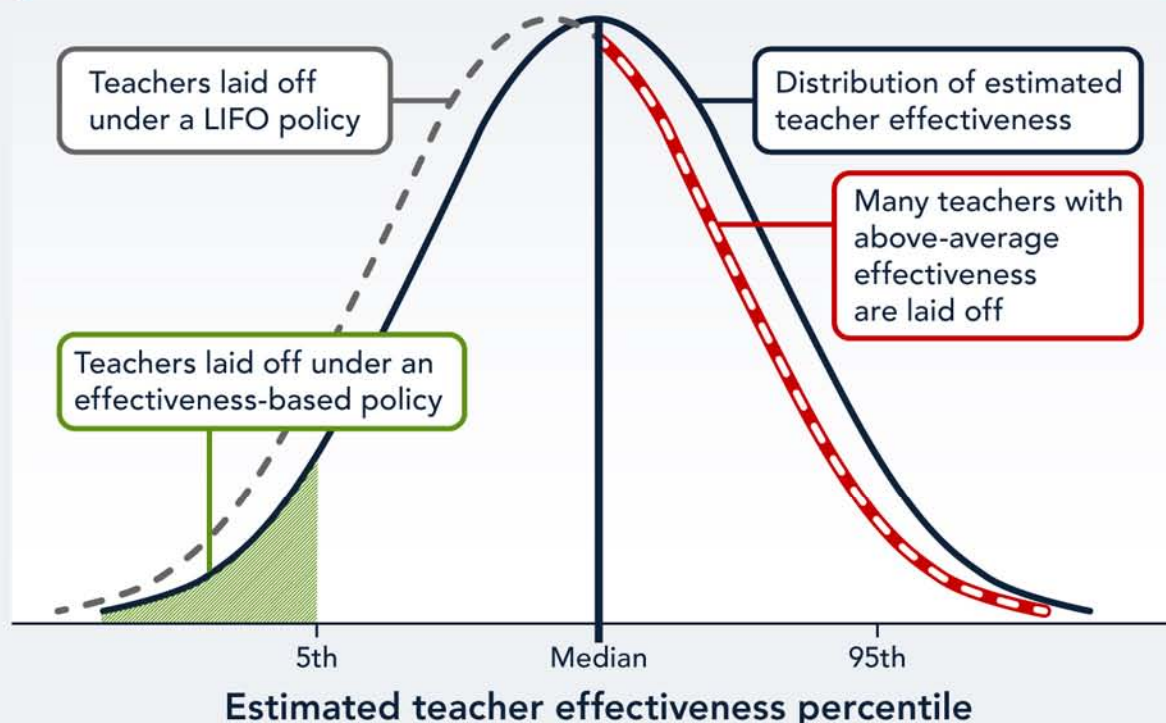 Teachers laid off
under a LIFO policy
Distribution of estimated
teacher effectiveness
Many teachers with
above-average
effectiveness
are laid off
Teachers laid off under an
effectiveness-based policy
5th
Median
95th
Estimated teacher effectiveness percentile